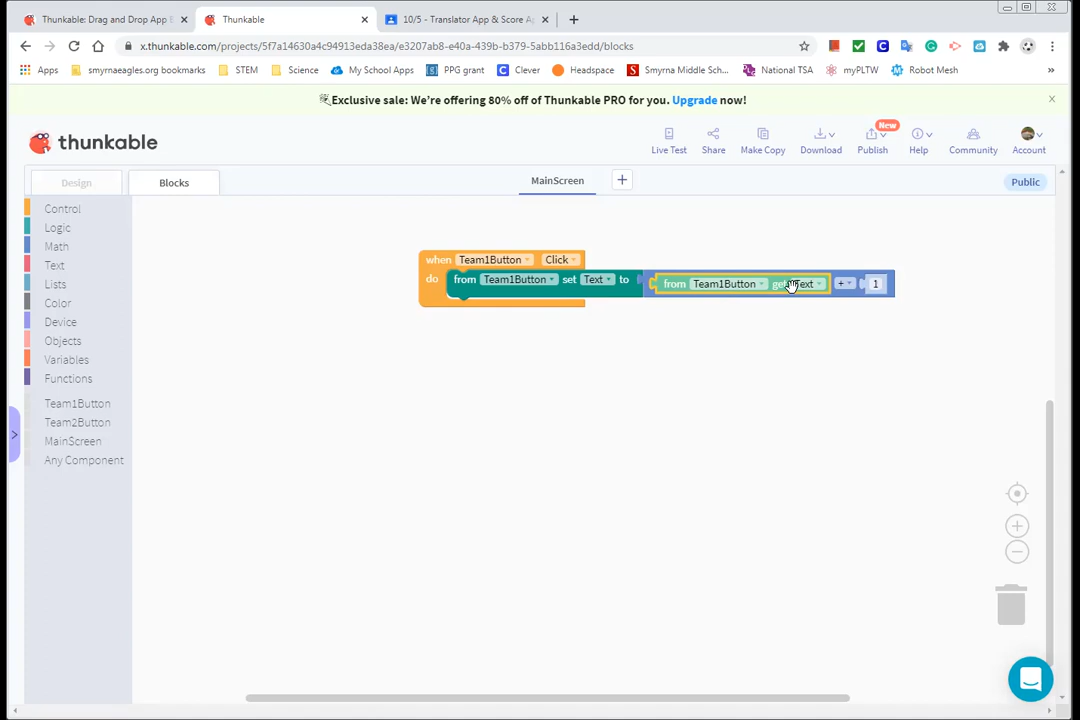 Thunkable: Drag and Drop App E
Thunkable
10/5 - Translator App & Score A
x.thunkable.com/projects/5f7a14630a4c94913eda38ea/e3207ab8-e40a-439b-b379-5abb116a3edd/blocks
Apps
smyrnaeagles.org bookmarks
STEM
Science
My School Apps
PPG grant
Clever
Headspace
Smyrna Middle Sch...
National TSA
myPLTW
Robot Mesh
»
Exclusive sale: We're offering 80% off of Thunkable PRO for you. Upgrade now!
thunkable
Live Test
Share
Make Copy
Download
New
Publish
Help
Community
Account
Design
Blocks
MainScreen
Public
Control
Logic
Math
Text
Lists
Color
Device
Objects
Variables
Functions
Team1Button
Team2Button
MainScreen
Any Component
when Team1Button Click
do from Team1Button set Text to from Team1Button get Text + 1